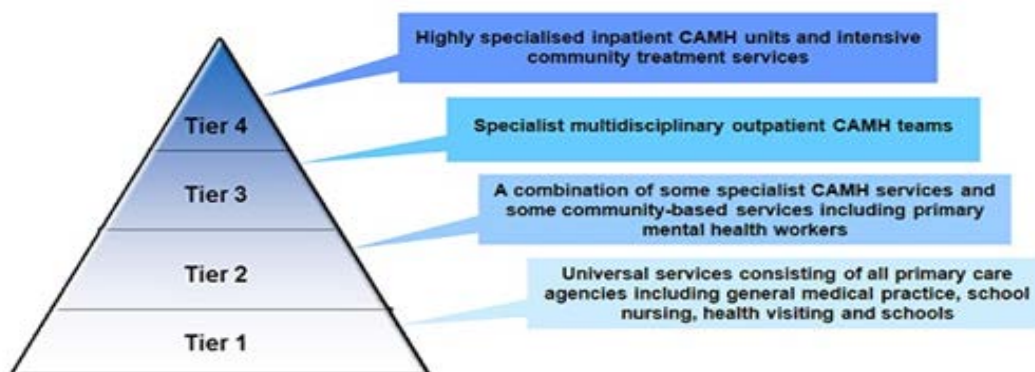 Highly specialised inpatient CAMH units and intensive
community treatment services
Tier 4
Specialist multidisciplinary outpatient CAMH teams
Tier 3
A combination of some specialist CAMH services and
some community-based services including primary
mental health workers
Tier 2
Universal services consisting of all primary care
agencies including general medical practice, school
nursing, health visiting and schools
Tier 1